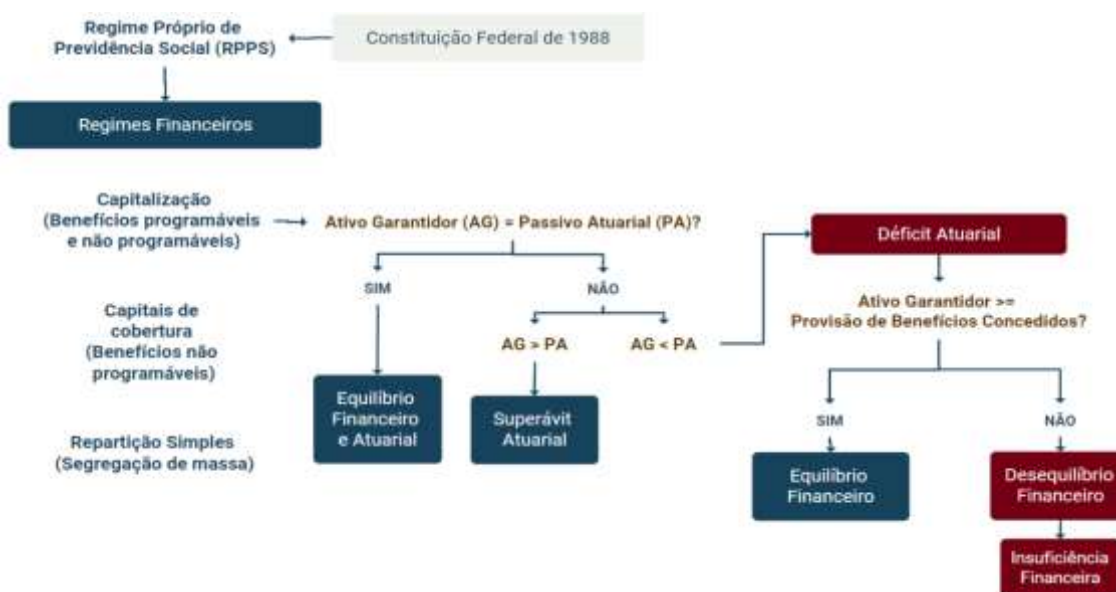 Regime Próprio de
Previdência Social (RPPS)
Constituição Federal de 1988
Regimes Financeiros
Capitalização
(Benefícios programáveis
e não programáveis)
Ativo Garantidor (AG) = Passivo Atuarial (PA)?
Déficit Atuarial
SIM
NÃO
Ativo Garantidor >=
Provisão de Benefícios Concedidos?
Capitais de
cobertura
(Benefícios não
programáveis)
AG > PA
AG < PA
Equilíbrio
Financeiro
e Atuarial
Superávit
Atuarial
SIM
NÃO
Repartição Simples
(Segregação de massa)
Equilíbrio
Financeiro
Desequilíbrio
Financeiro
Insuficiência
Financeira